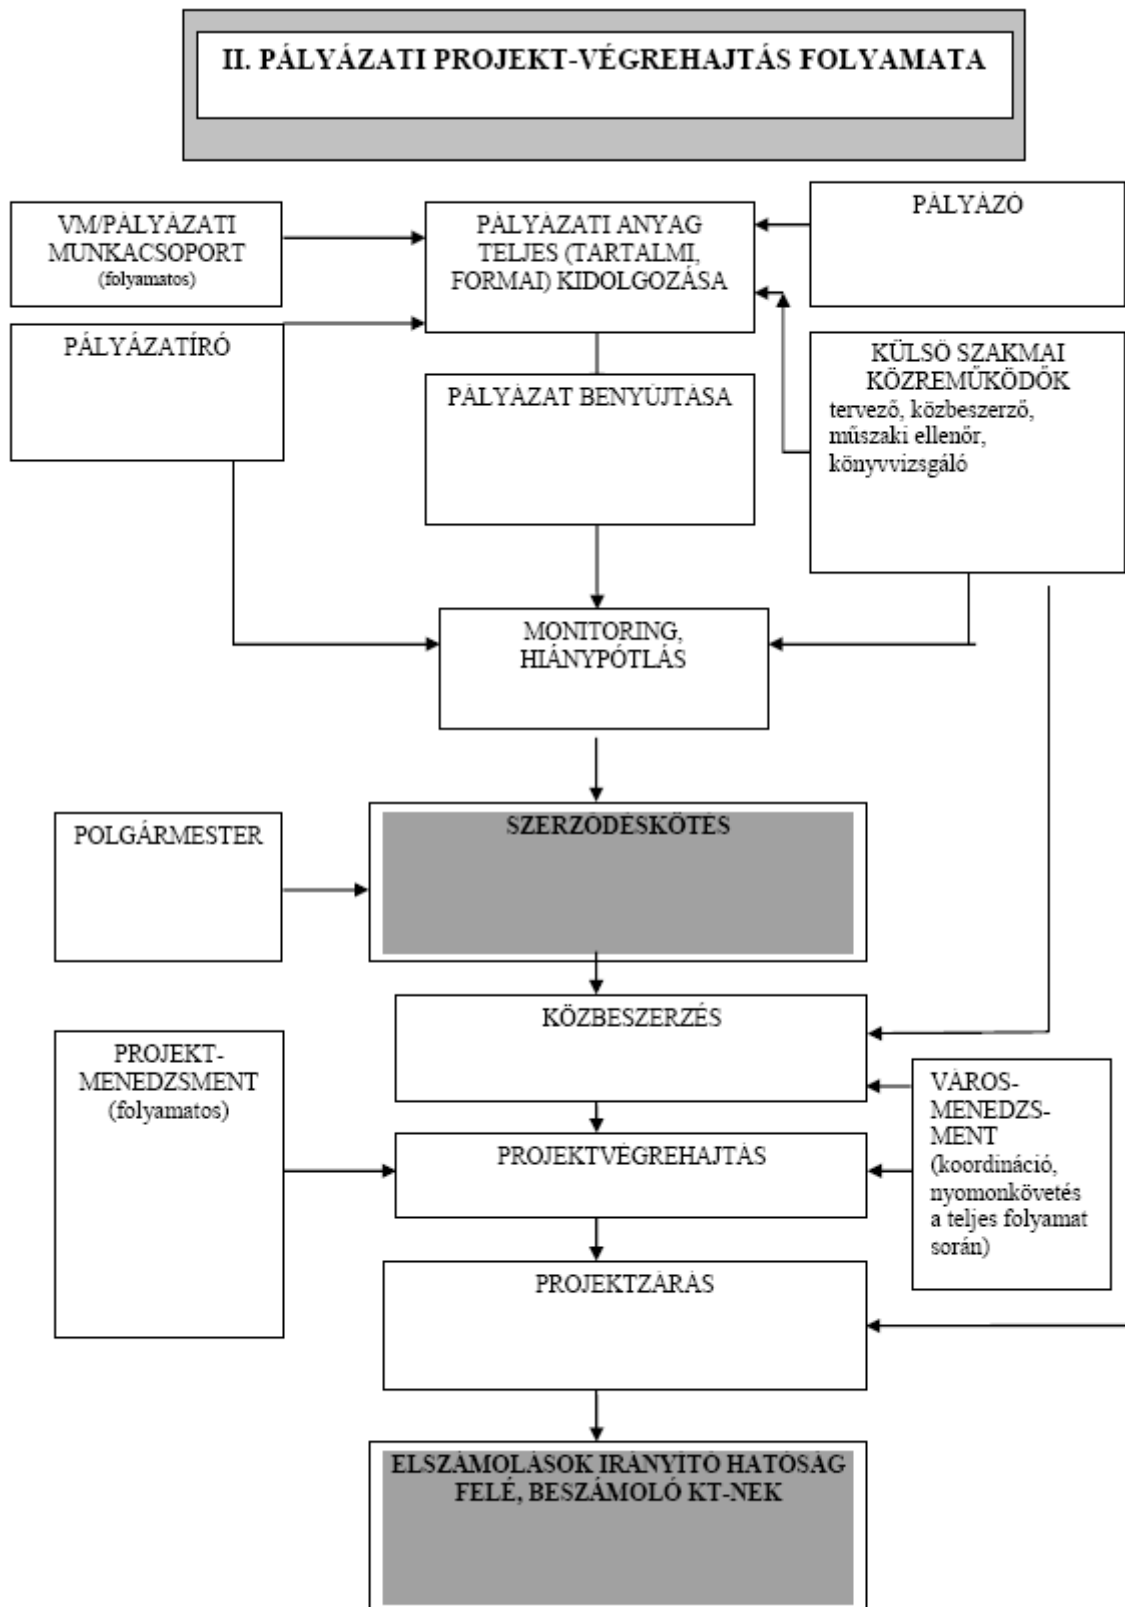 II. PÁLYÁZATI PROJEKT-VÉGREHAJTÁS FOLYAMATA
VM/PÁLYÁZATI
MUNKACSOPORT
(folyamatos)
PÁLYÁZATI ANYAG
TELJES (TARTALMI,
FORMAI) KIDOLGOZÁSA
PÁLYÁZÓ
PÁLYÁZATÍRÓ
PÁLYÁZAT BENYÚJTÁSA
KÜLSŐ SZAKMAI
KÖZREMŰKÖDŐK
tervező, közbeszerző,
műszaki ellenőr,
könyvvizsgáló
MONITORING,
HIÁNYPÓTLÁS
POLGÁRMESTER
SZERZŐDÉSKÖTÉS
KÖZBESZERZÉS
PROJEKT-
MENEDZSMENT
(folyamatos)
VÁROS-
MENEDZS-
MENT
(koordináció,
nyomonkövetés
a teljes folyamat
során)
PROJEKTVÉGREHAJTÁS
PROJEKTZÁRÁS
ELSZÁMOLÁSOK IRÁNYÍTÓ HATÓSÁG
FELÉ, BESZÁMOLÓ KT-NEK